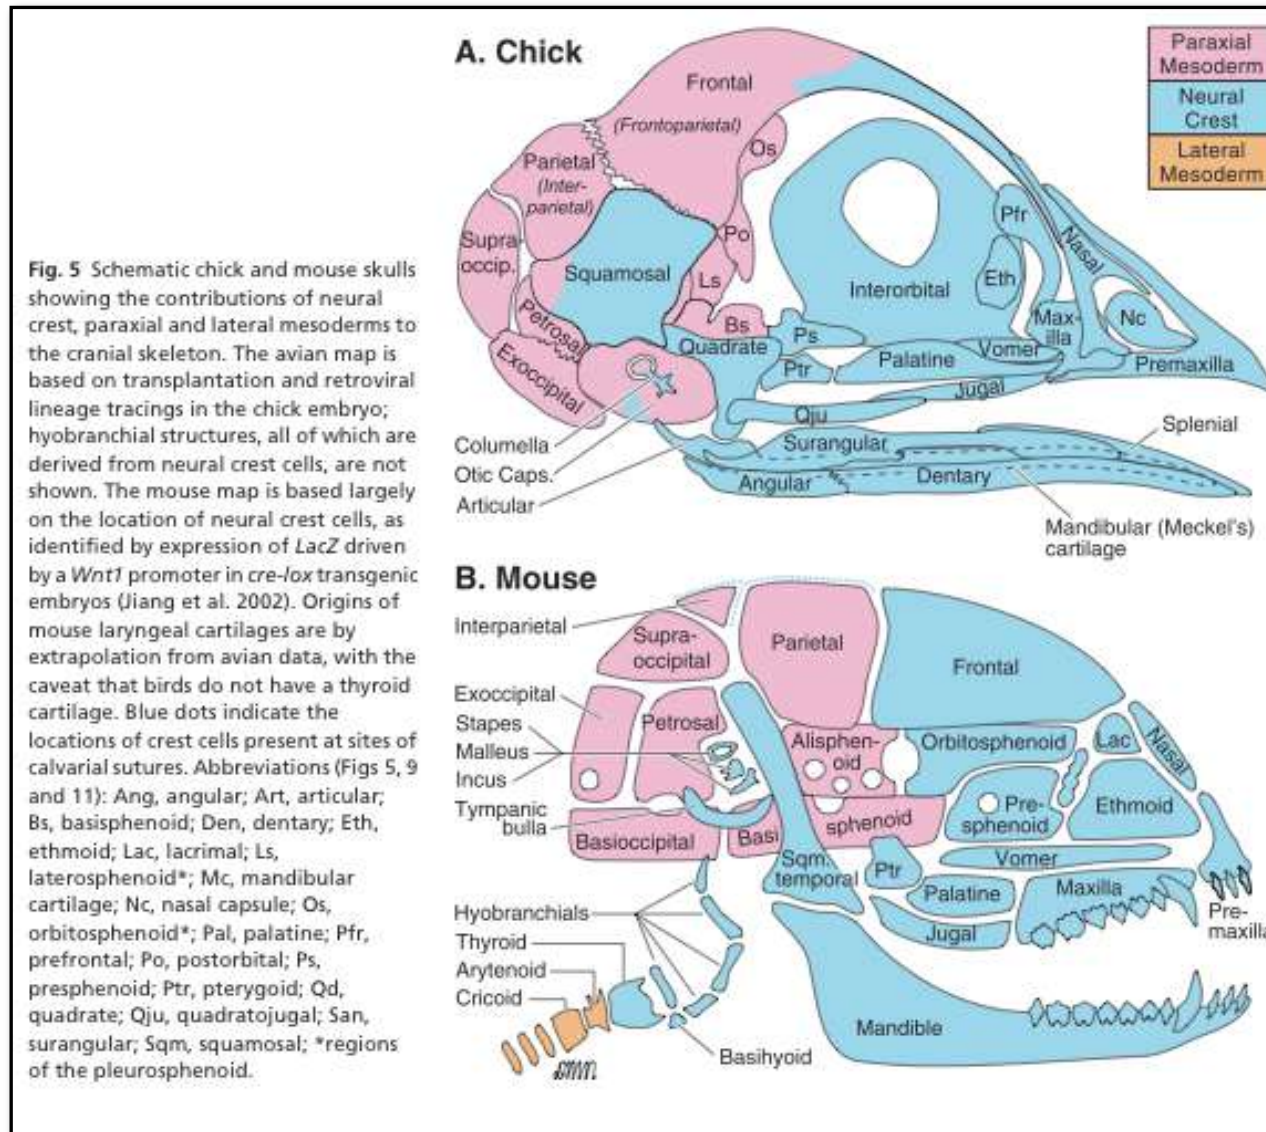 Fig. 5 Schematic chick and mouse skulls
showing the contributions of neural
crest, paraxial and lateral mesoderms to
the cranial skeleton. The avian map is
based on transplantation and retroviral
lineage tracings in the chick embryo;
hyobranchial structures, all of which are
derived from neural crest cells, are not
shown. The mouse map is based largely
on the location of neural crest cells, as
identified by expression of LacZ driven
by a Wnt1 promoter in cre-lox transgenic
embryos (Jiang et al. 2002). Origins of
mouse laryngeal cartilages are by
extrapolation from avian data, with the
caveat that birds do not have a thyroid
cartilage. Blue dots indicate the
locations of crest cells present at sites of
calvarial sutures. Abbreviations (Figs 5, 9
and 11): Ang, angular; Art, articular;
Bs, basisphenoid; Den, dentary; Eth,
ethmoid; Lac, lacrimal; Ls,
laterosphenoid*; Mc, mandibular
cartilage; Nc, nasal capsule; Os,
orbitosphenoid*; Pal, palatine; Pfr,
prefrontal; Po, postorbital; Ps,
presphenoid; Ptr, pterygoid; Qd,
quadrate; Qju, quadratojugal; San,
surangular; Sqm, squamosal; *regions
of the pleurosphenoid.
A. Chick
Paraxial
Mesoderm
Neural
Crest
Lateral
Mesoderm
Frontal
(Frontoparietal)
Os
Parietal
(Inter-
parietal)
Supra
occip.
Squamosal
Po
Ls
Bs
Petrosal
Exoccipital
Quadrate
Ps
Ptr
Interorbital
Pfr
Eth
Nasal
Max-
illa
Nc
Vomer
Palatine
Premaxilla
Jugal
Qju
Columella
Otic Caps.
Articular
Surangular
Angular
Dentary
Splenial
Mandibular (Meckel's)
cartilage
B. Mouse
Interparietal
Supra-
occipital
Parietal
Frontal
Exoccipital
Stapes
Malleus
Incus
Tympanic
bulla
Petrosal
Alisphen-
oid
Orbitosphenoid
Lac
Nasal
Pre-
sphenoid
Ethmoid
Basioccipital
Basi
sphenoid
Sqm.
temporal
Ptr
Vomer
Palatine
Maxilla
Jugal
Pre-
maxilla
Hyobranchials
Thyroid
Arytenoid
Cricoid
Basihyoid
Mandible